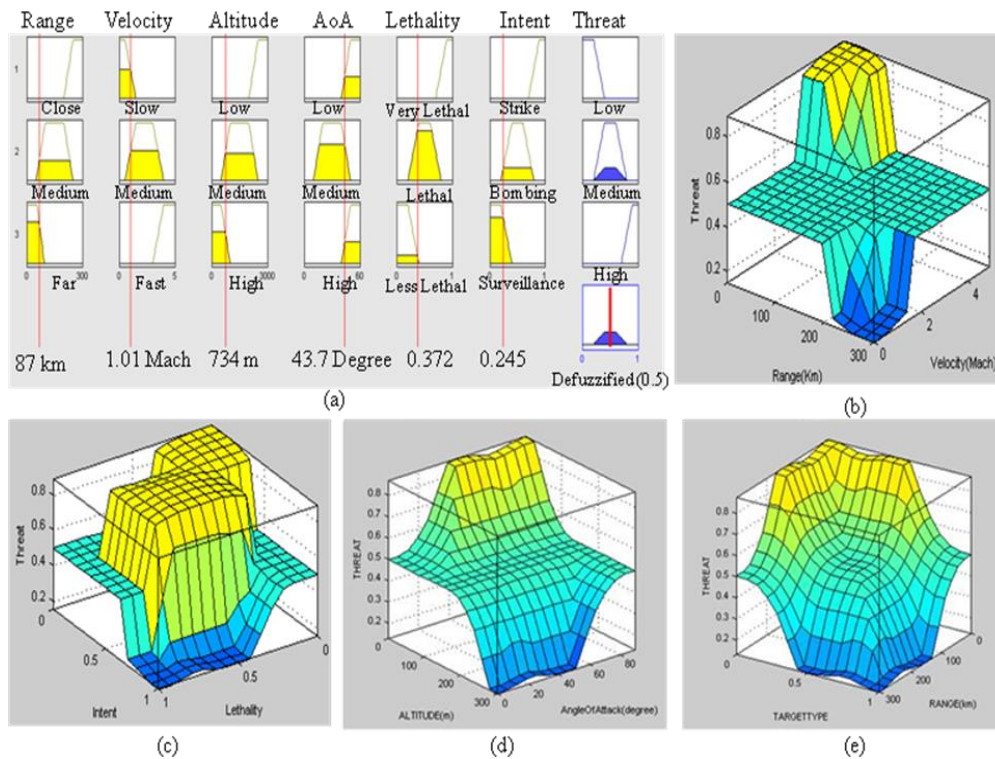 Range Velocity Altitude AoA Lethality Intent Threat
1
Close Slow Low Low Very Lethal Strike Low
2
Medium Medium Medium Medium Lethal Bombing Medium
3
0 300 0 5 0 3000 0 60 0 1 0 1
Far Fast High High Less Lethal Surveillance High
87 km 1.01 Mach 734 m 43.7 Degree 0.372 0.245
0 1
Defuzzified(0.5)
(a)
Threat
0.8
0.6
0.4
0.2
0
100
200
300
0
2
4
Range(Km)
Velocity(Mach)
(b)
Threat
0.8
0.6
0.4
0.2
0
0.5
1
1
0.5
0
Intent
Lethality
(c)
THREAT
0.8
0.7
0.6
0.5
0.4
0.3
0.2
0
100
200
300
0
20
40
60
80
ALTITUDE(m)
AngleOfAttack(degree)
(d)
THREAT
0.8
0.7
0.6
0.5
0.4
0.3
0.2
0
0.5
1
300
200
100
0
TARGETTYPE
RANGE(km)
(e)